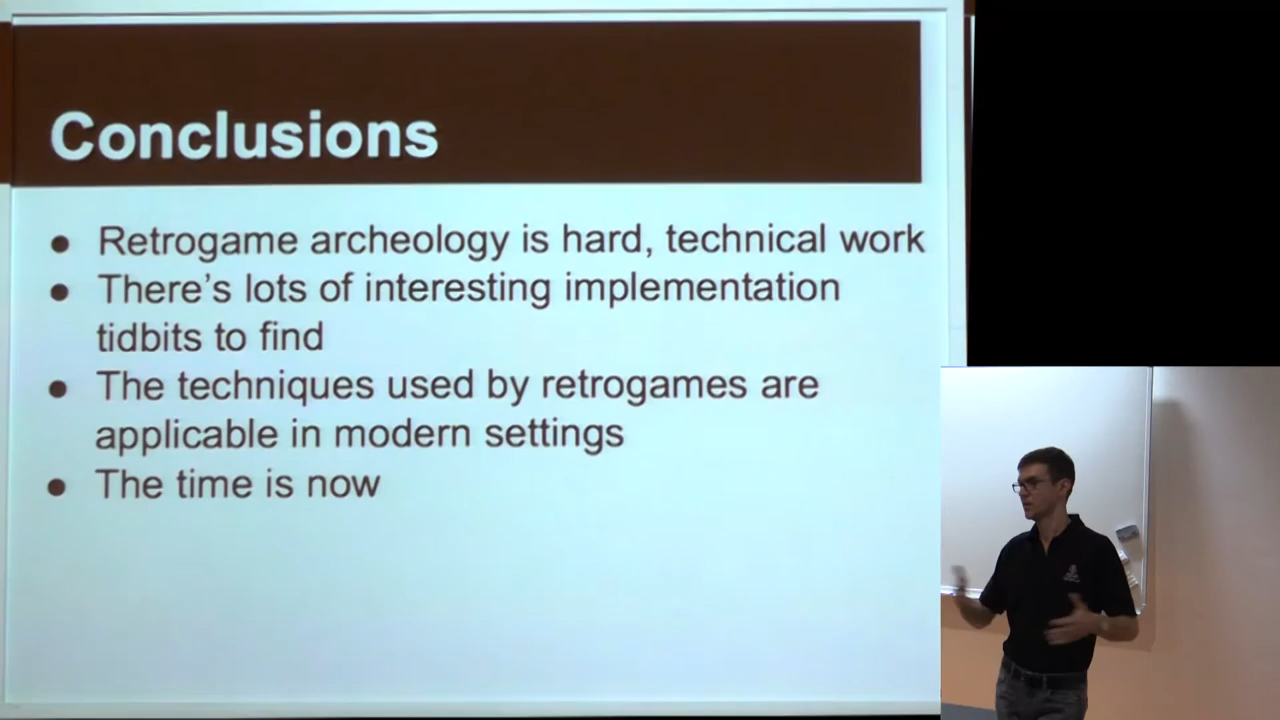 Conclusions
● Retrogame archeology is hard, technical work
● There's lots of interesting implementation
tidbits to find
● The techniques used by retrogames are
applicable in modern settings
● The time is now